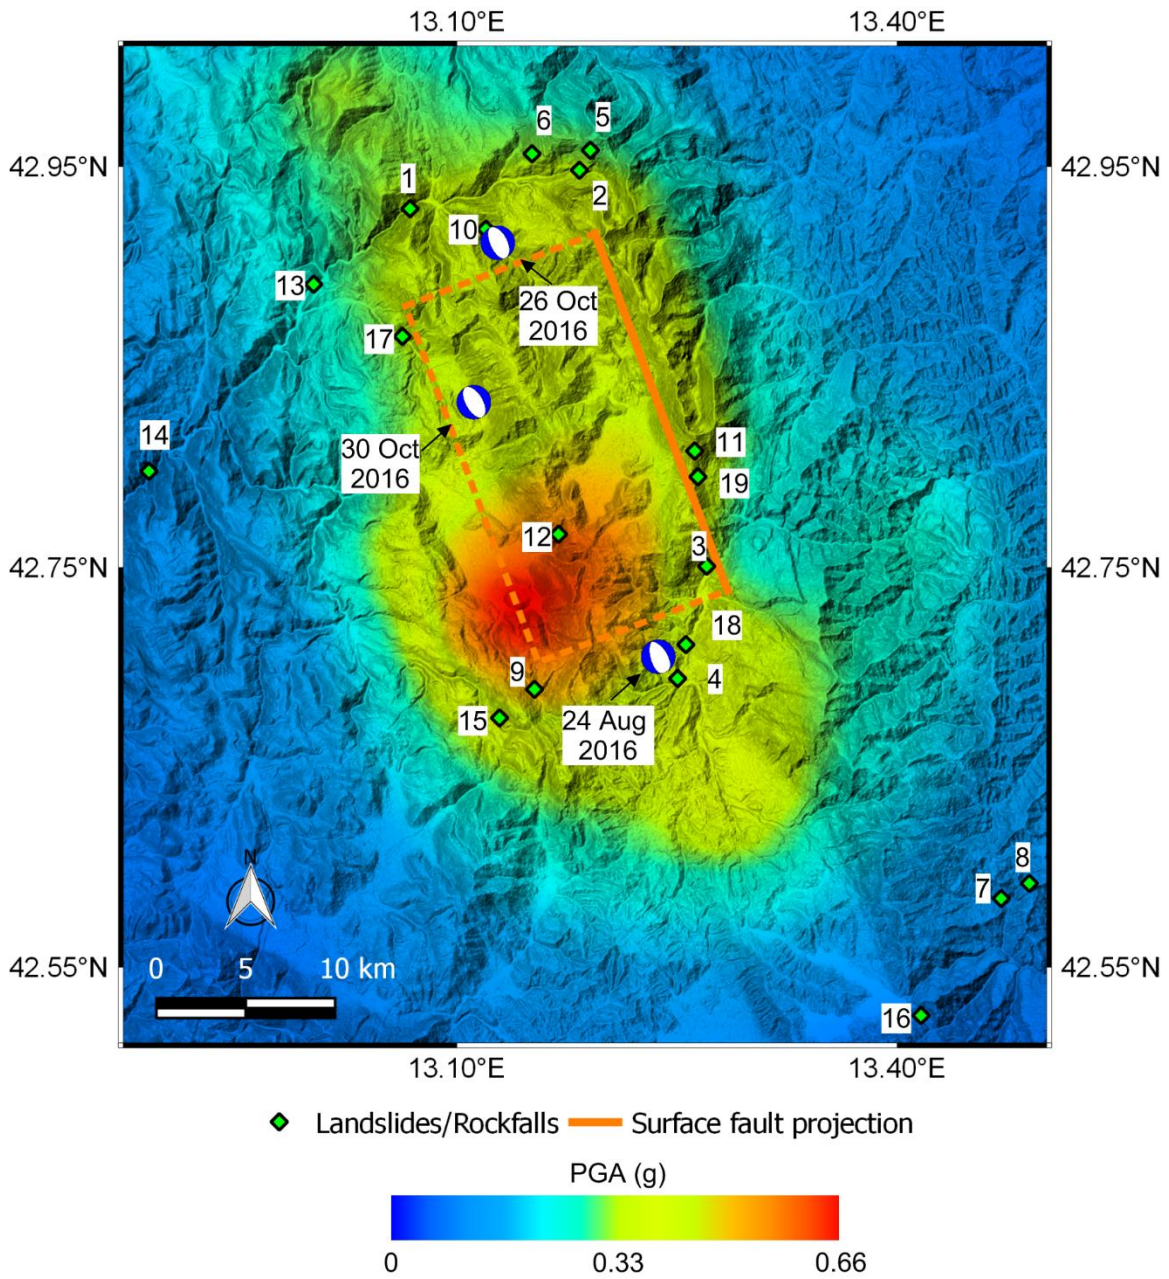 13.10°E 13.40°E
6 5
42.95°N 42.95°N
1
2
10
13
26 Oct
2016
17
14
30 Oct
2016
11
19
12
3
42.75°N 42.75°N
18
9
4
15
24 Aug
2016
8
7
N
42.55°N 42.55°N
0 5 10 km
16
13.10°E 13.40°E
Landslides/Rockfalls Surface fault projection
PGA (g)
0 0.33 0.66